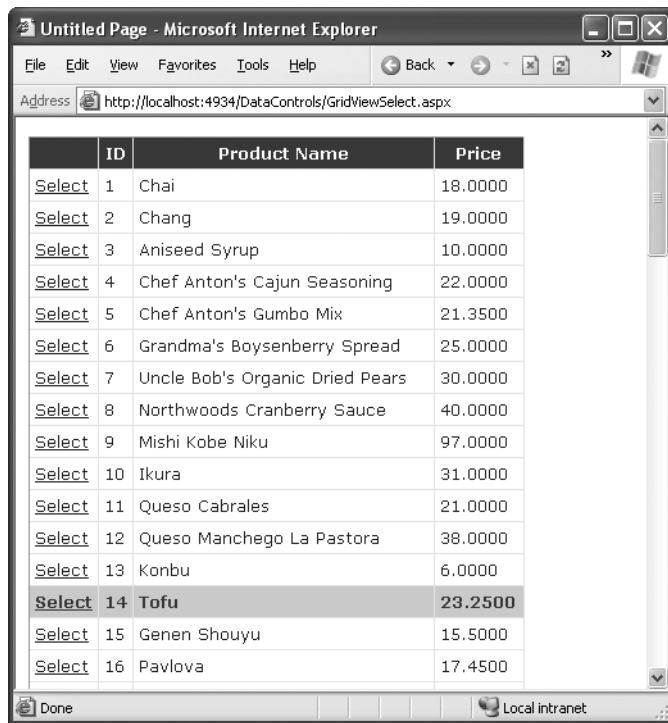 Untitled Page - Microsoft Internet Explorer
File Edit View Favorites Tools Help Back »
Address http://localhost:4934/DataControls/GridViewSelect.aspx
ID Product Name Price
Select 1 Chai 18.0000
Select 2 Chang 19.0000
Select 3 Aniseed Syrup 10.0000
Select 4 Chef Anton's Cajun Seasoning 22.0000
Select 5 Chef Anton's Gumbo Mix 21.3500
Select 6 Grandma's Boysenberry Spread 25.0000
Select 7 Uncle Bob's Organic Dried Pears 30.0000
Select 8 Northwoods Cranberry Sauce 40.0000
Select 9 Mishi Kobe Niku 97.0000
Select 10 Ikura 31.0000
Select 11 Queso Cabrales 21.0000
Select 12 Queso Manchego La Pastora 38.0000
Select 13 Konbu 6.0000
Select 14 Tofu 23.2500
Select 15 Genen Shouyu 15.5000
Select 16 Pavlova 17.4500
Done Local intranet